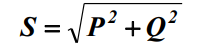 S = √(P² + Q²)